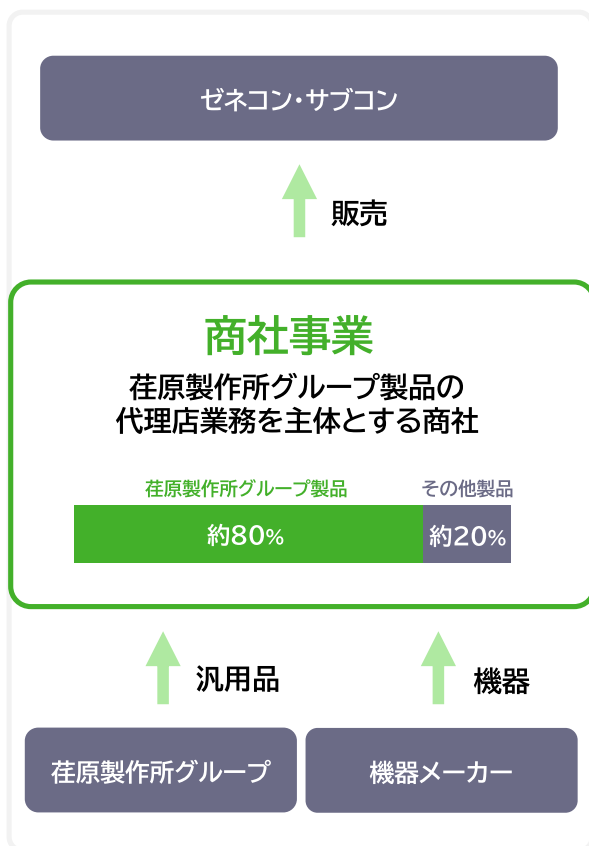 ゼネコン・サブコン
販売
商社事業
荏原製作所グループ製品の
代理店業務を主体とする商社
荏原製作所グループ製品 その他製品
約80% 約20%
汎用品 機器
荏原製作所グループ 機器メーカー